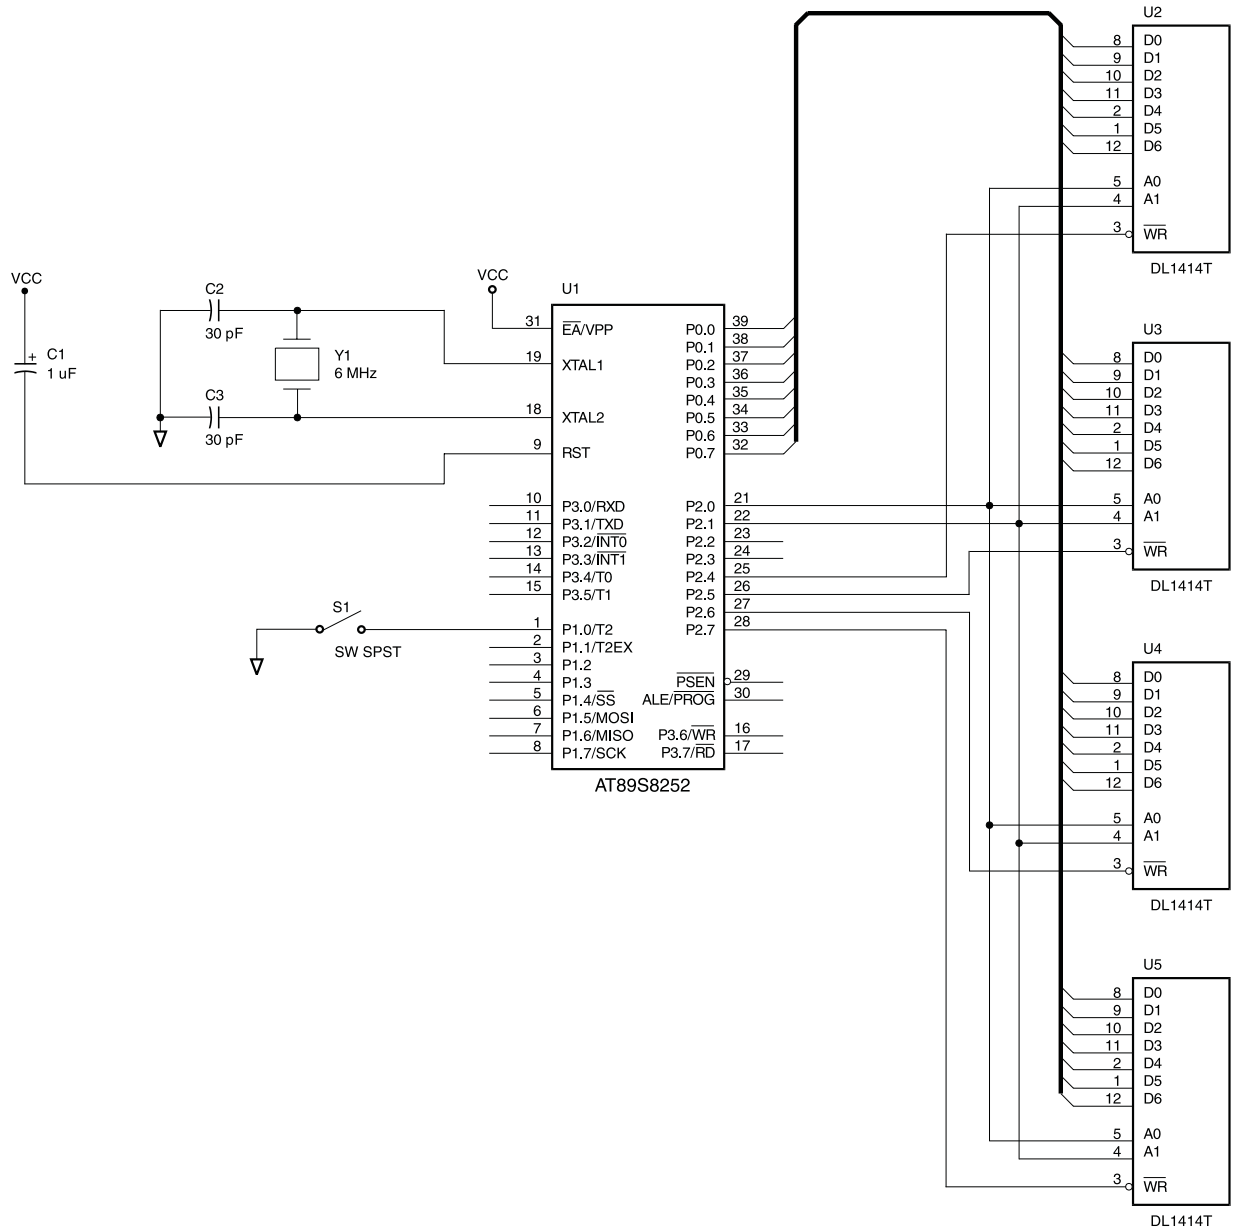 U2
8 D0
9 D1
10 D2
11 D3
2 D4
1 D5
12 D6
5 A0
4 A1
3 WR
DL1414T
VCC
C1
+
1 uF
C2
30 pF
C3
30 pF
Y1
6 MHz
VCC
U1
31 EA/VPP
19 XTAL1
18 XTAL2
9 RST
10 P3.0/RXD
11 P3.1/TXD
12 P3.2/INT0
13 P3.3/INT1
14 P3.4/T0
15 P3.5/T1
1 P1.0/T2
2 P1.1/T2EX
3 P1.2
4 P1.3
5 P1.4/SS
6 P1.5/MOSI
7 P1.6/MISO
8 P1.7/SCK
P0.0 39
P0.1 38
P0.2 37
P0.3 36
P0.4 35
P0.5 34
P0.6 33
P0.7 32
P2.0 21
P2.1 22
P2.2 23
P2.3 24
P2.4 25
P2.5 26
P2.6 27
P2.7 28
PSEN 29
ALE/PROG 30
P3.6/WR 16
P3.7/RD 17
AT89S8252
S1
SW SPST
U3
8 D0
9 D1
10 D2
11 D3
2 D4
1 D5
12 D6
5 A0
4 A1
3 WR
DL1414T
U4
8 D0
9 D1
10 D2
11 D3
2 D4
1 D5
12 D6
5 A0
4 A1
3 WR
DL1414T
U5
8 D0
9 D1
10 D2
11 D3
2 D4
1 D5
12 D6
5 A0
4 A1
3 WR
DL1414T